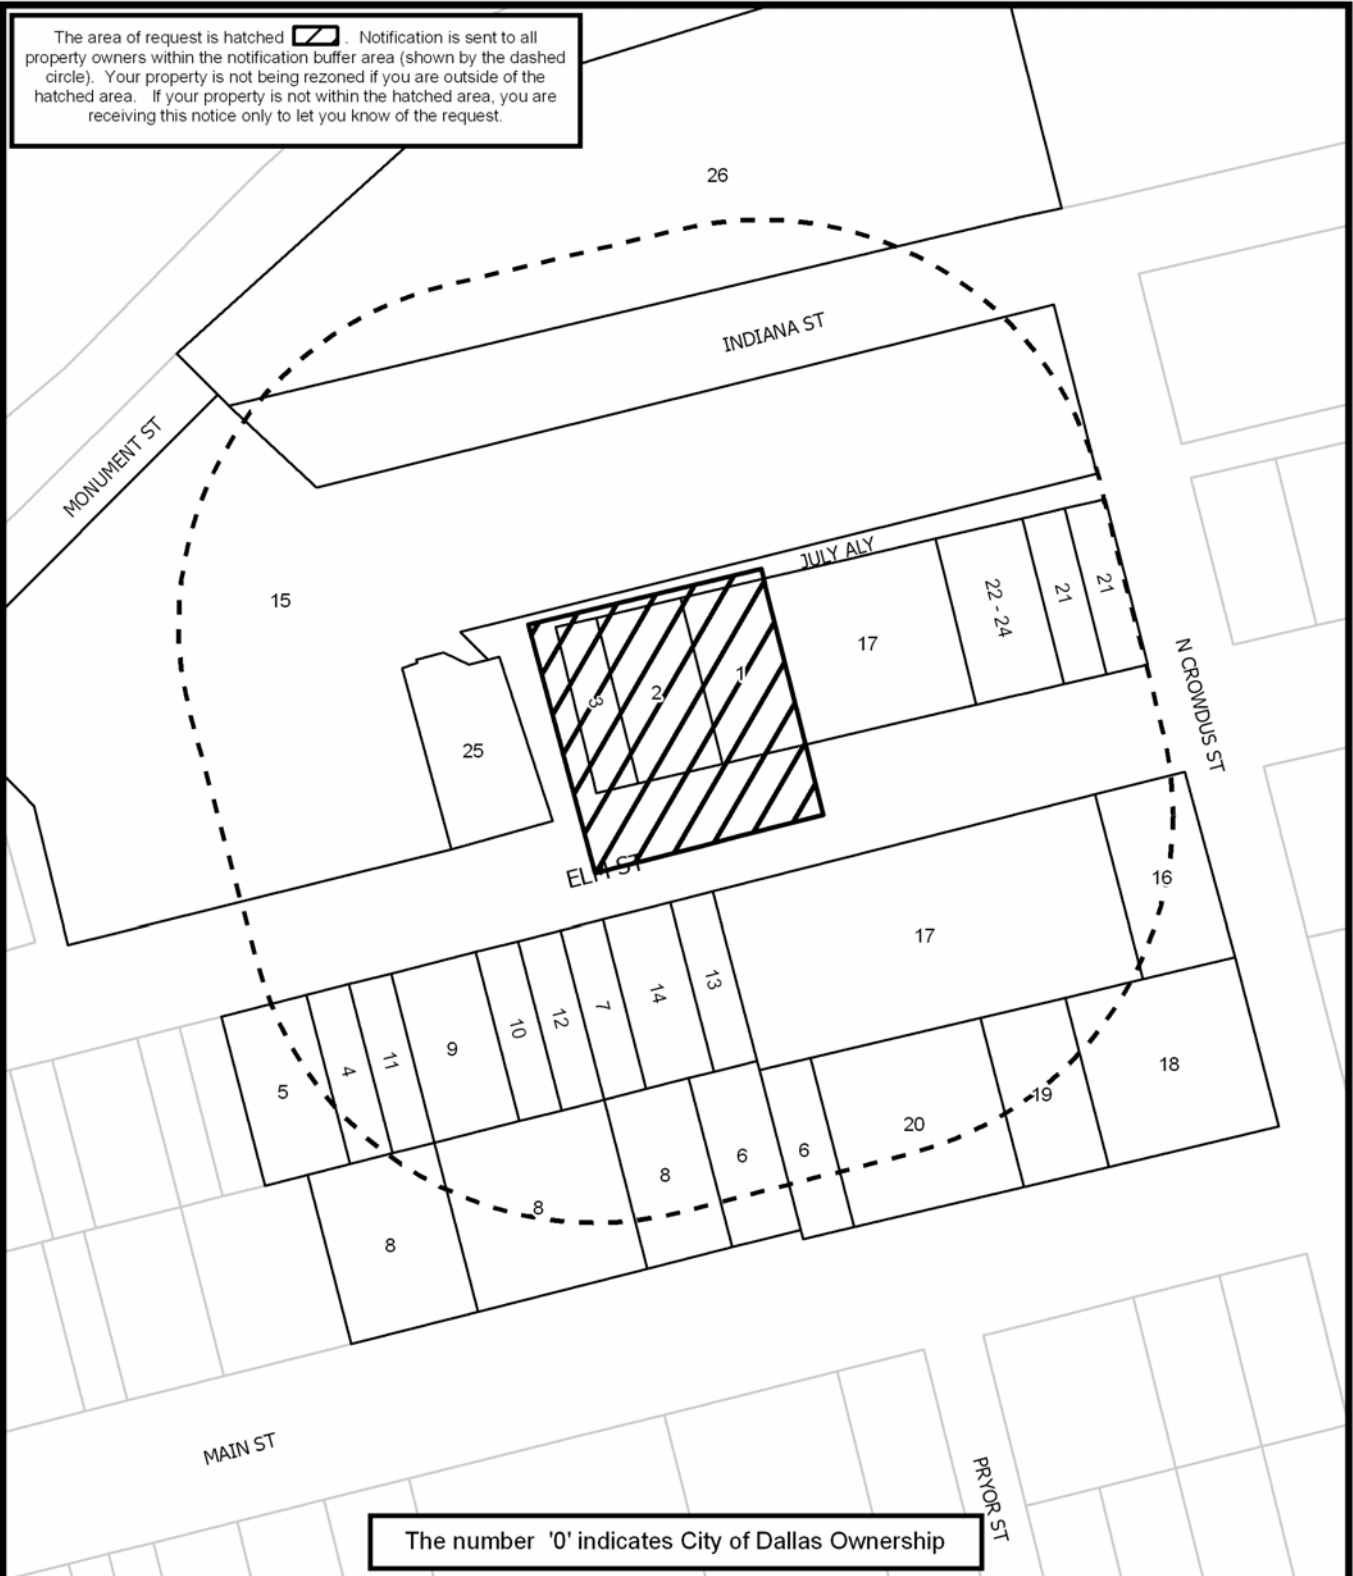 The area of request is hatched . Notification is sent to all
property owners within the notification buffer area (shown by the dashed
circle). Your property is not being rezoned if you are outside of the
hatched area. If your property is not within the hatched area, you are
receiving this notice only to let you know of the request.
26
INDIANA ST
MONUMENT ST
JULY ALY
15
22 - 24
21
21
17
N CROWDUS ST
3
2
1
25
ELM ST
16
17
13
14
7
12
10
9
11
4
5
18
19
20
6
6
8
8
8
MAIN ST
PRYOR ST
The number '0' indicates City of Dallas Ownership